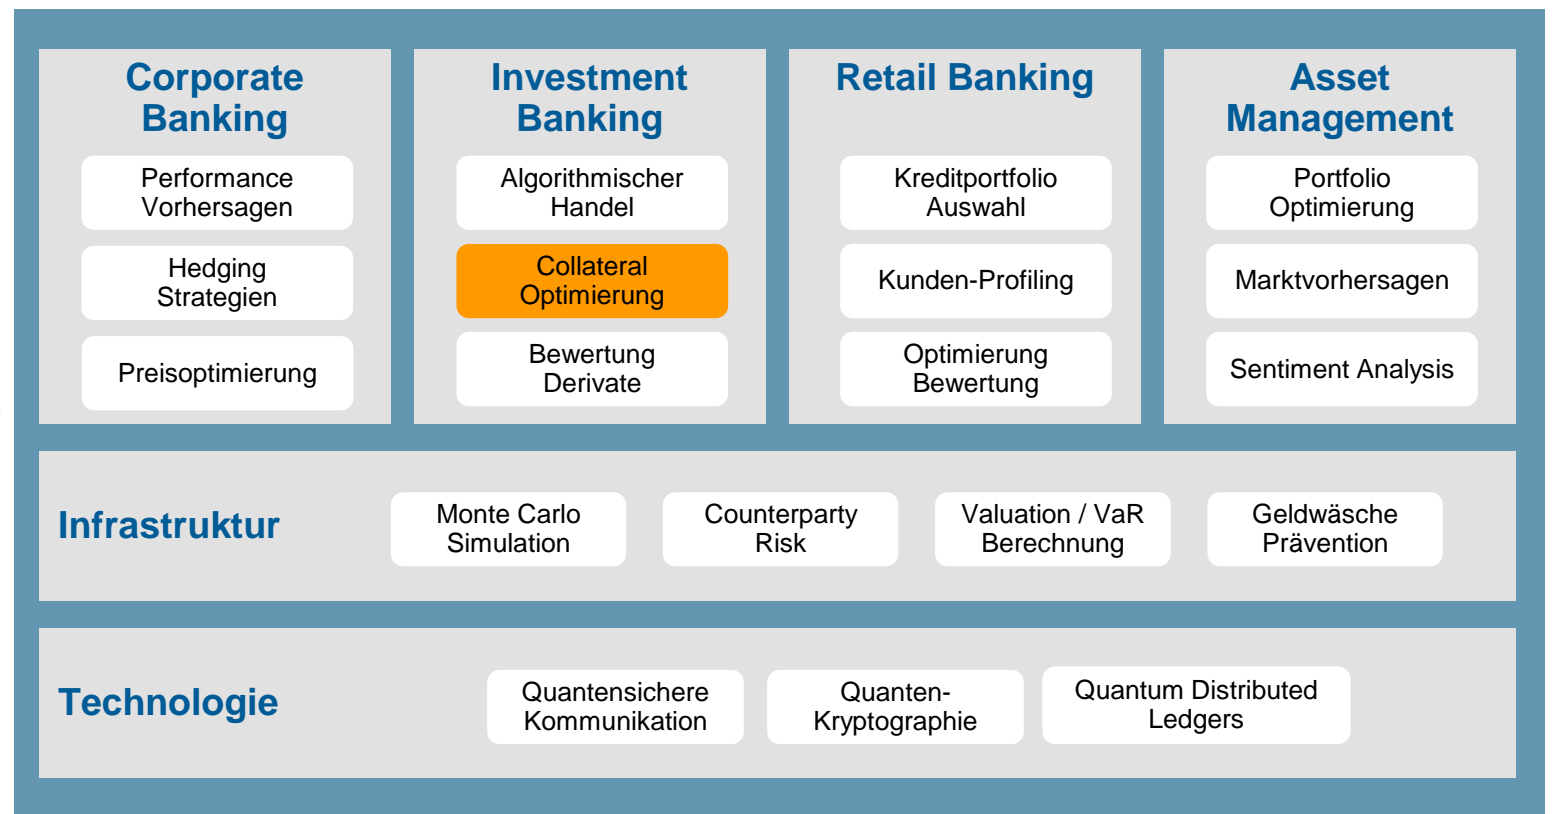 Corporate
Banking
Performance
Vorhersagen
Hedging
Strategien
Preisoptimierung
Investment
Banking
Algorithmischer
Handel
Collateral
Optimierung
Bewertung
Derivate
Retail Banking
Kreditportfolio
Auswahl
Kunden-Profiling
Optimierung
Bewertung
Asset
Management
Portfolio
Optimierung
Marktvorhersagen
Sentiment Analysis
Infrastruktur
Monte Carlo
Simulation
Counterparty
Risk
Valuation / VaR
Berechnung
Geldwäsche
Prävention
Technologie
Quantensichere
Kommunikation
Quanten-
Kryptographie
Quantum Distributed
Ledgers